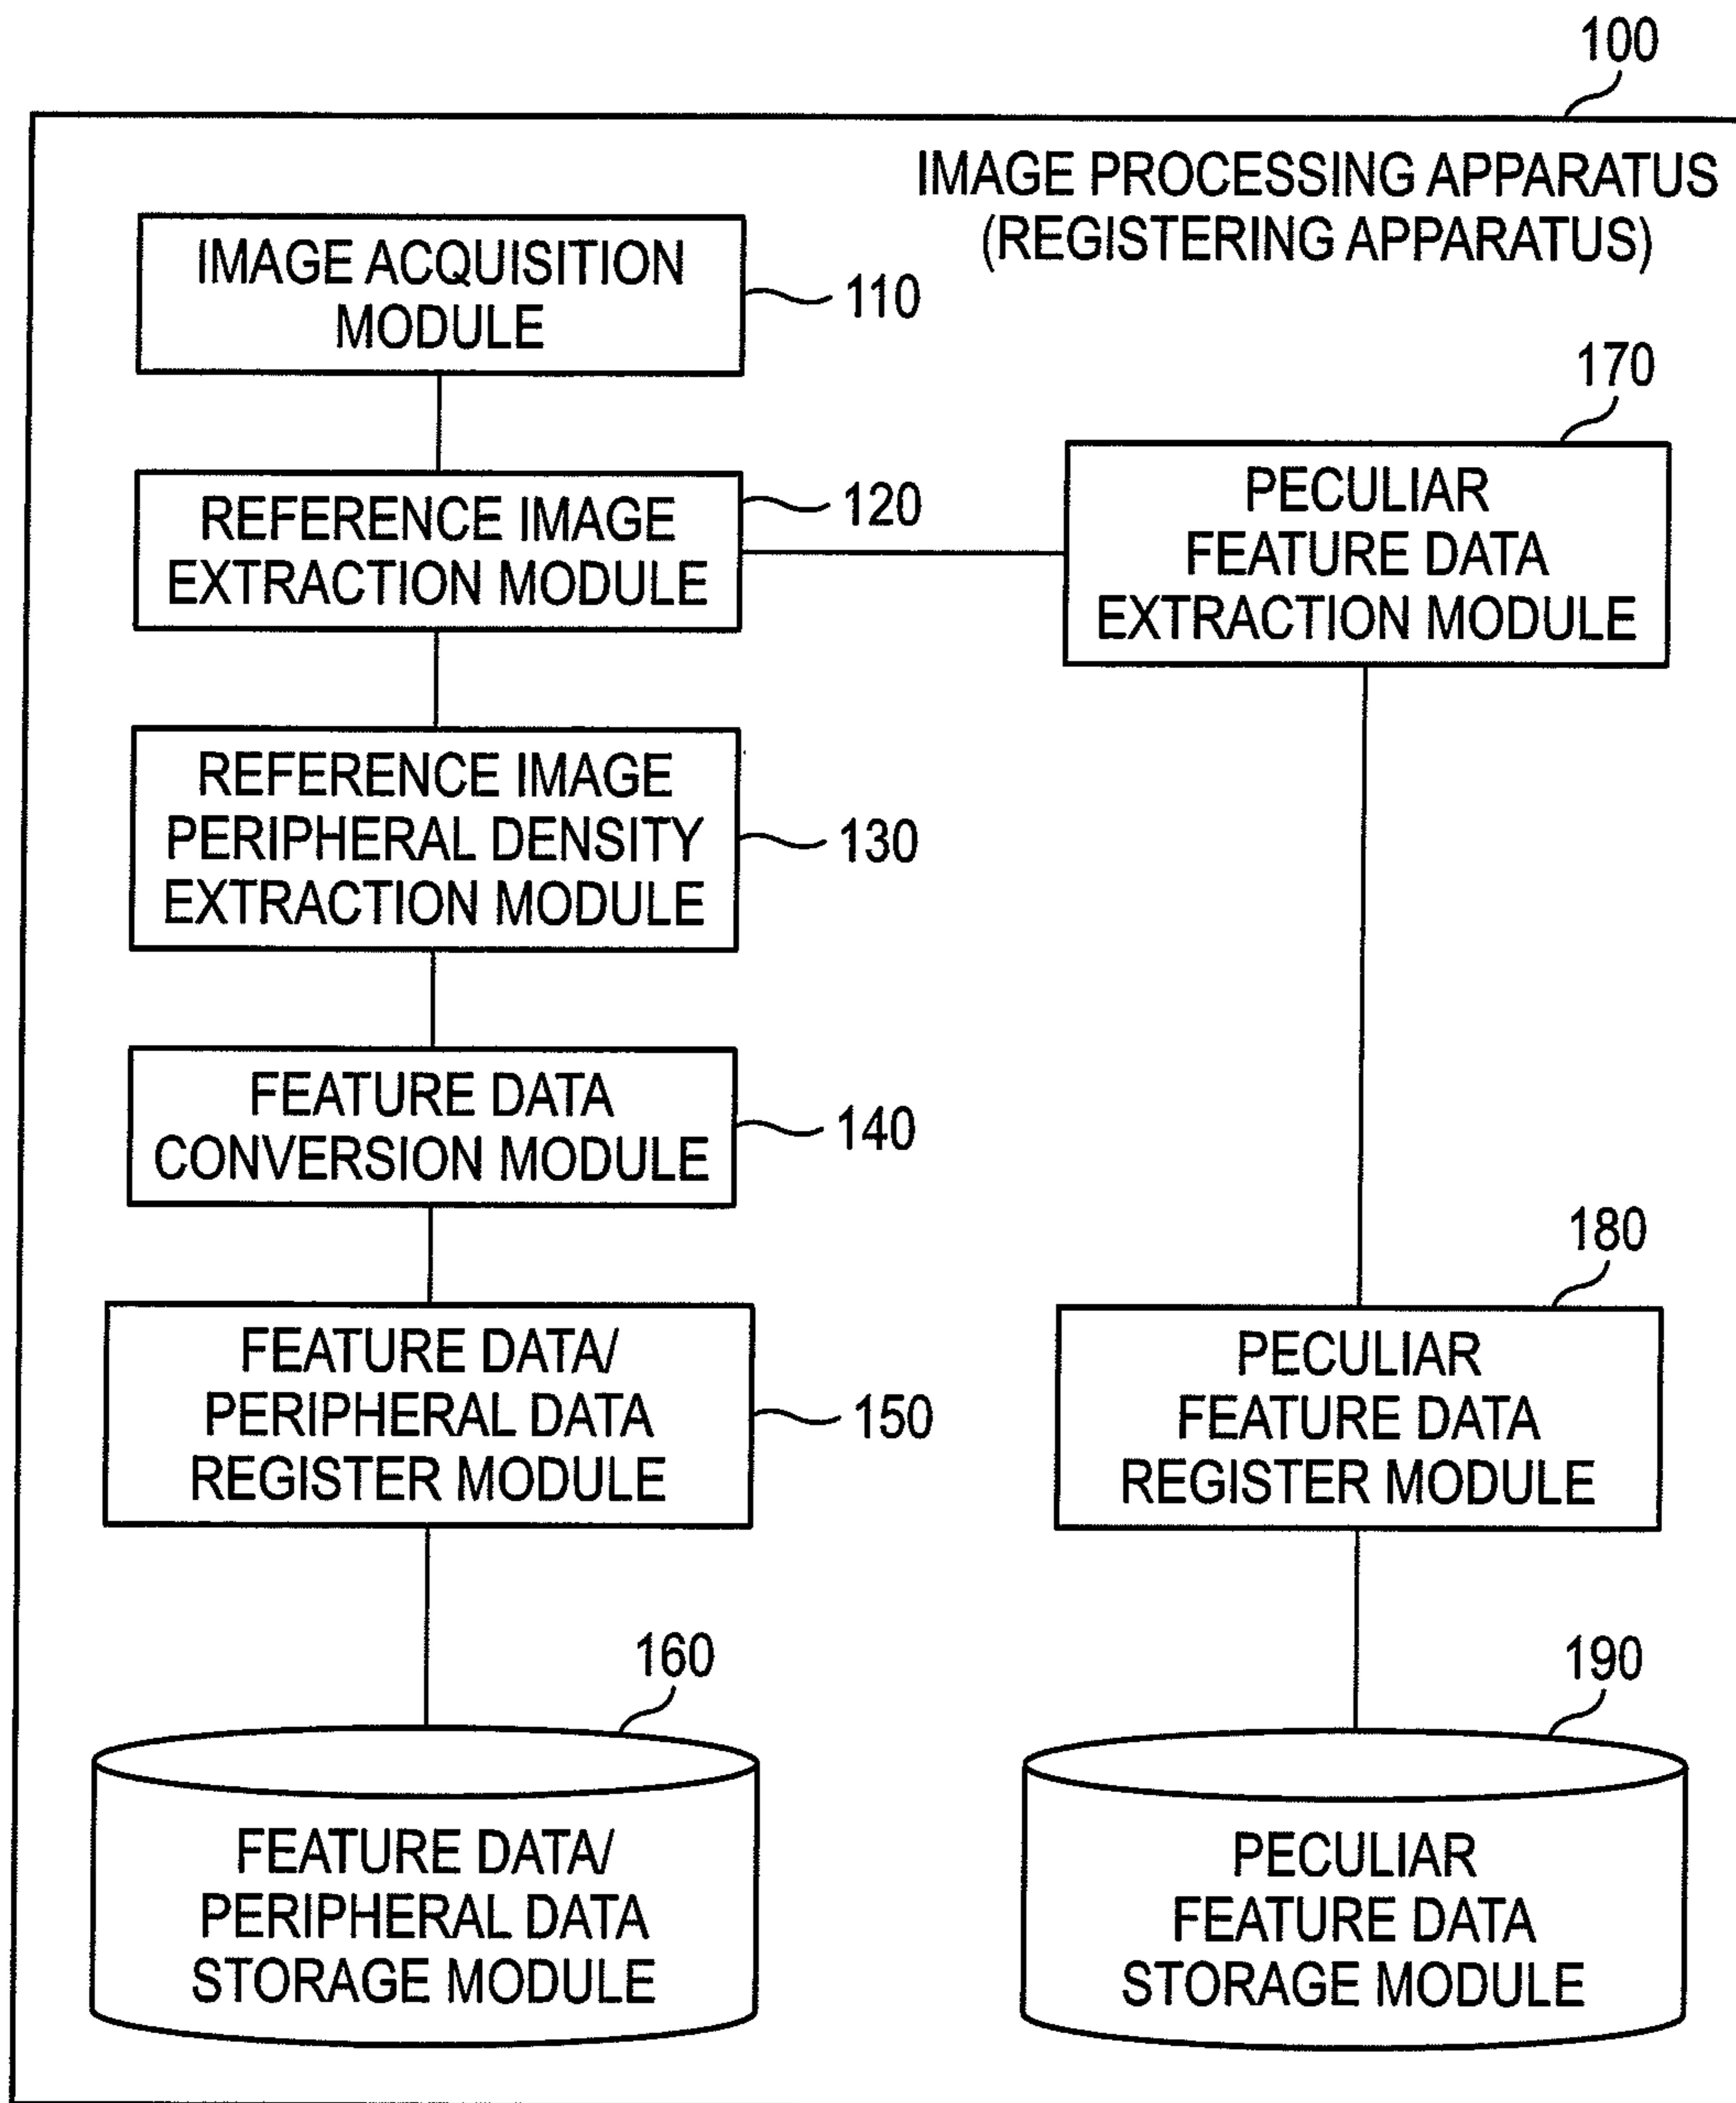 100
IMAGE PROCESSING APPARATUS
(REGISTERING APPARATUS)
IMAGE ACQUISITION
MODULE
110
REFERENCE IMAGE
EXTRACTION MODULE
120
170
PECULIAR
FEATURE DATA
EXTRACTION MODULE
REFERENCE IMAGE
PERIPHERAL DENSITY
EXTRACTION MODULE
130
FEATURE DATA
CONVERSION MODULE
140
FEATURE DATA/
PERIPHERAL DATA
REGISTER MODULE
150
180
PECULIAR
FEATURE DATA
REGISTER MODULE
160
FEATURE DATA/
PERIPHERAL DATA
STORAGE MODULE
190
PECULIAR
FEATURE DATA
STORAGE MODULE